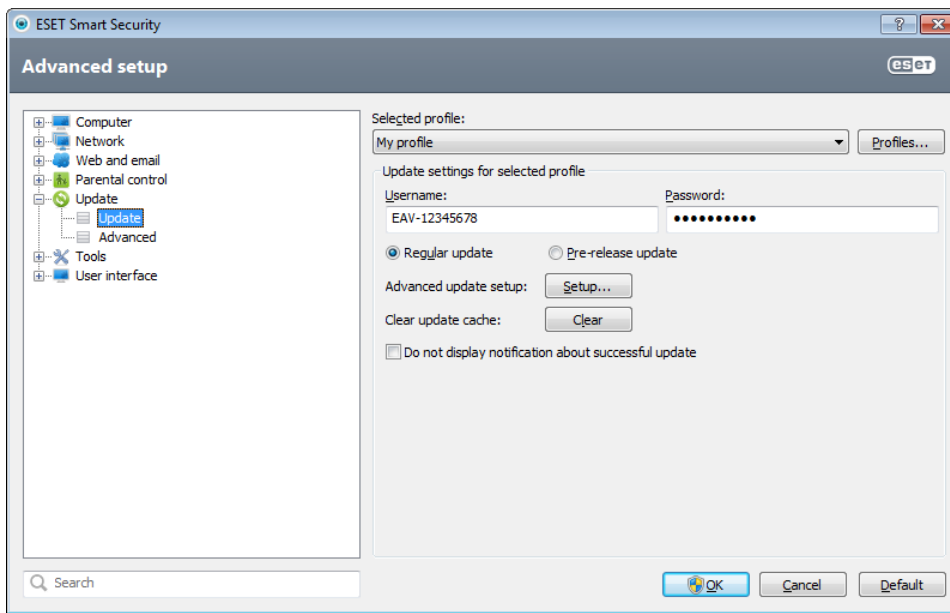 ESET Smart Security
?
Advanced setup
eset
Computer
Network
Web and email
Parental control
Update
Update
Advanced
Tools
User interface
Search
Selected profile:
My profile
Profiles...
Update settings for selected profile
Username:
Password:
EAV-12345678
●●●●●●●●●●
Regular update
Pre-release update
Advanced update setup:
Setup...
Clear update cache:
Clear
Do not display notification about successful update
OK
Cancel
Default